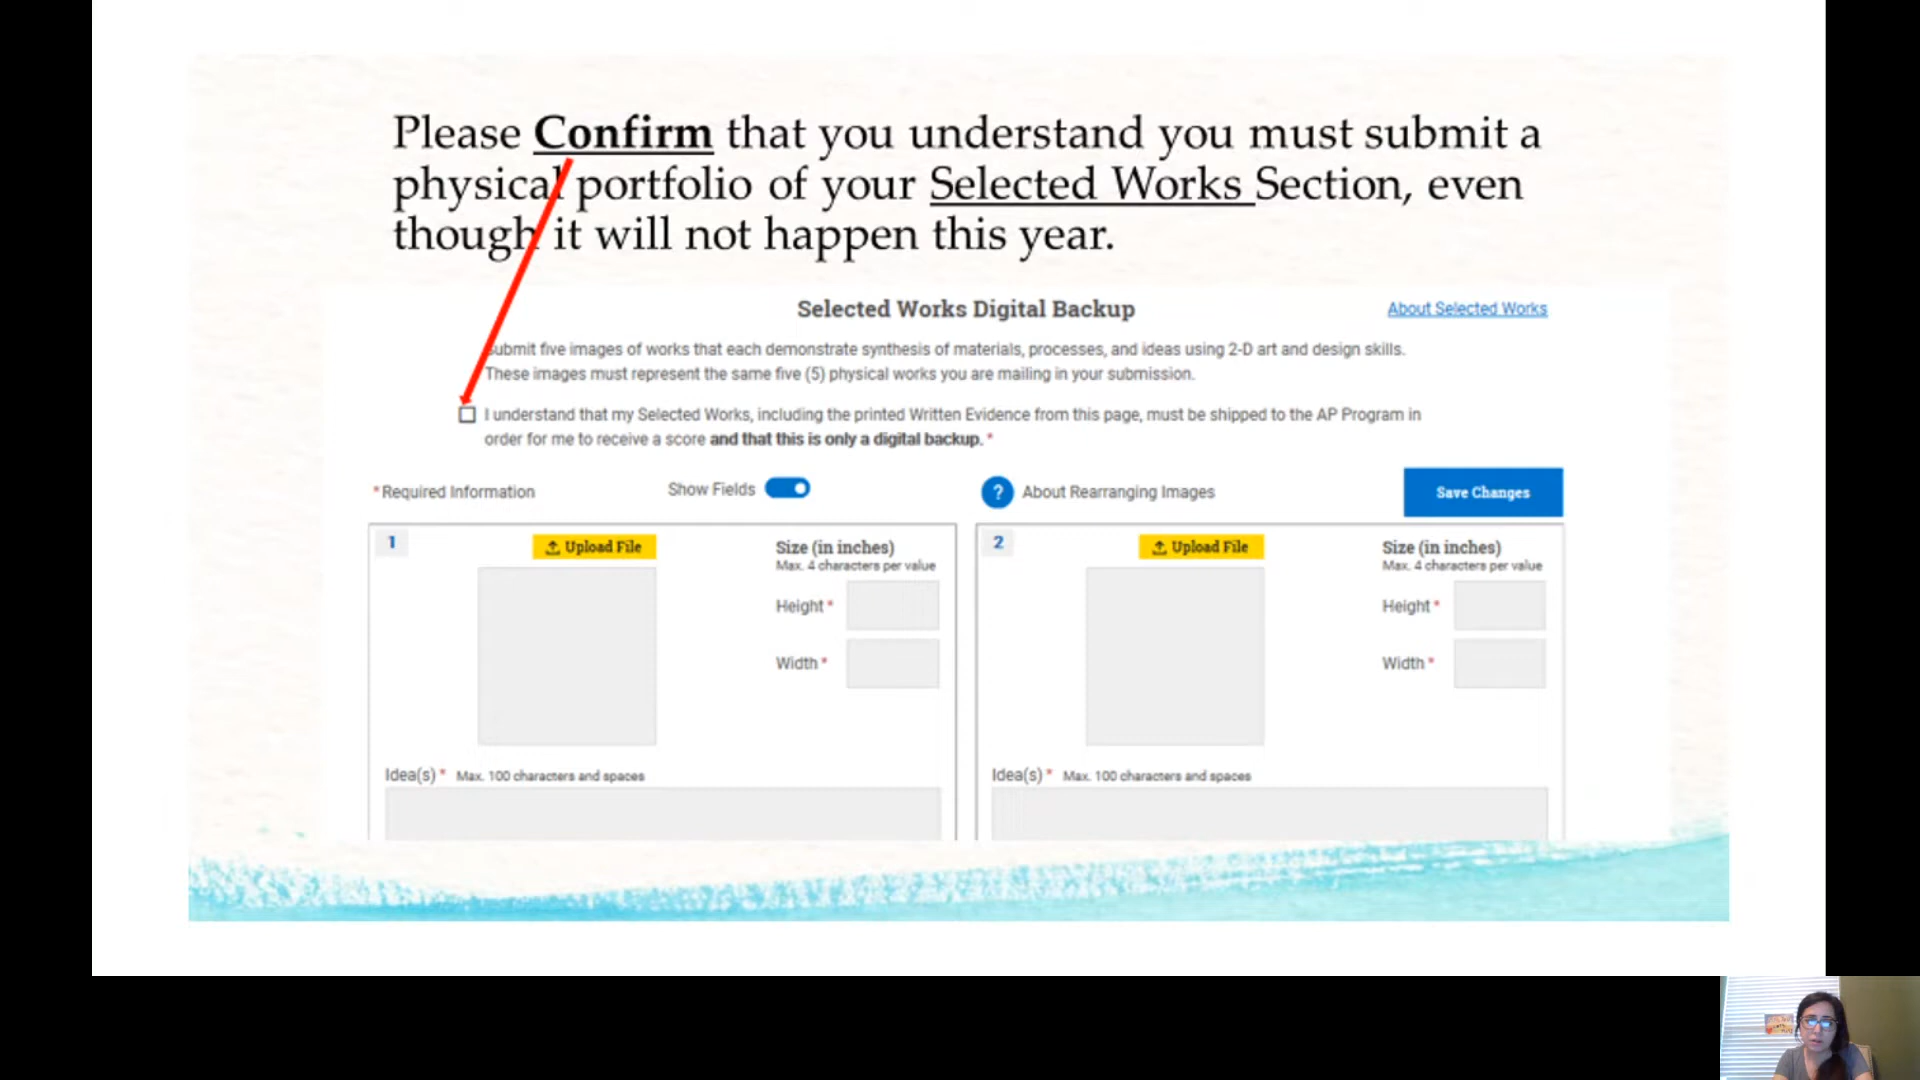 Please Confirm that you understand you must submit a
physical portfolio of your Selected Works Section, even
though it will not happen this year.
Selected Works Digital Backup
About Selected Works
Submit five images of works that each demonstrate synthesis of materials, processes, and ideas using 2-D art and design skills.
These images must represent the same five (5) physical works you are mailing in your submission.
I understand that my Selected Works, including the printed Written Evidence from this page, must be shipped to the AP Program in
order for me to receive a score and that this is only a digital backup. *
*Required Information
Show Fields
? About Rearranging Images
Save Changes
1
Upload File
Size (in inches)
Max. 4 characters per value
Height *
Width *
Idea(s) * Max. 100 characters and spaces
2
Upload File
Size (in inches)
Max. 4 characters per value
Height *
Width *
Idea(s) * Max. 100 characters and spaces